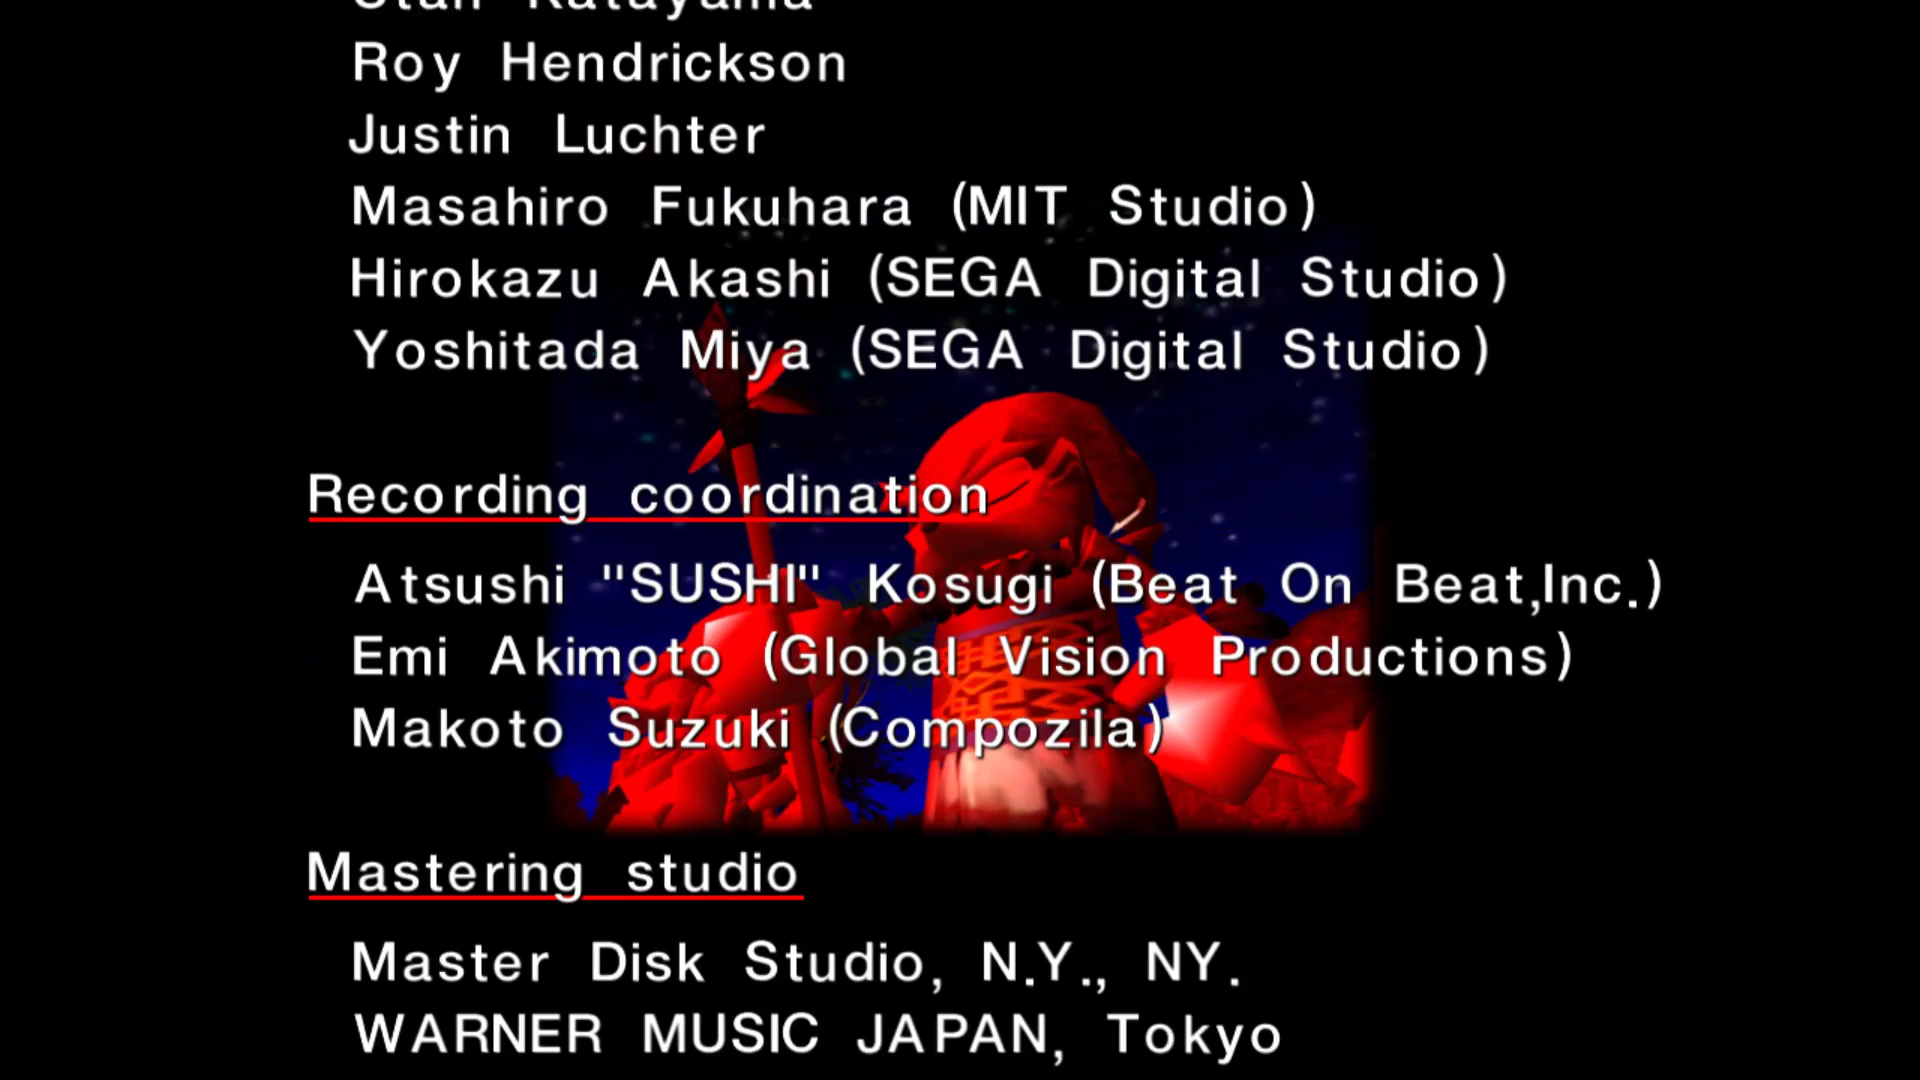 Stan Katayama
Roy Hendrickson
Justin Luchter
Masahiro Fukuhara (MIT Studio)
Hirokazu Akashi (SEGA Digital Studio)
Yoshitada Miya (SEGA Digital Studio)
Recording coordination
Atsushi "SUSHI" Kosugi (Beat On Beat,Inc.)
Emi Akimoto (Global Vision Productions)
Makoto Suzuki (Compozila)
Mastering studio
Master Disk Studio, N.Y., NY.
WARNER MUSIC JAPAN, Tokyo